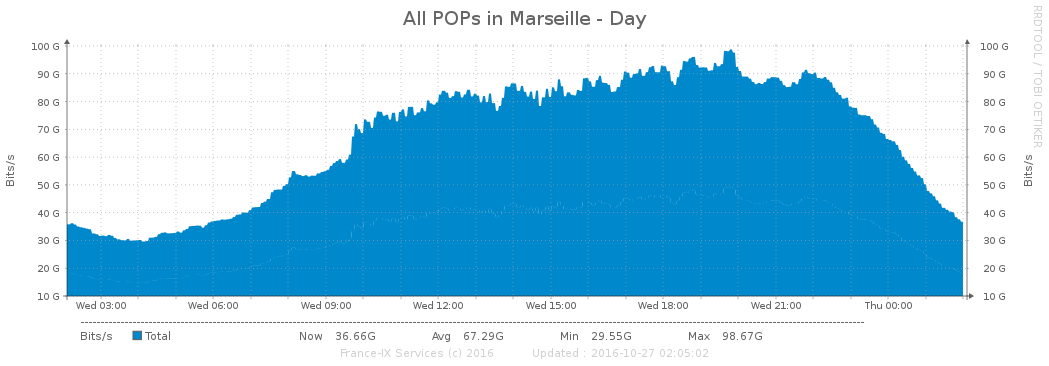 All POPs in Marseille - Day
RRDTOOL / TOBI OETIKER
Bits/s
100 G 100 G
90 G 90 G
80 G 80 G
70 G 70 G
60 G 60 G
50 G 50 G
40 G 40 G
30 G 30 G
20 G 20 G
10 G 10 G
Bits/s
Wed 03:00 Wed 06:00 Wed 09:00 Wed 12:00 Wed 15:00 Wed 18:00 Wed 21:00 Thu 00:00
Bits/s Total Now 36.66G Avg 67.29G Min 29.55G Max 98.67G
France-IX Services (c) 2016 Updated : 2016-10-27 02:05:02